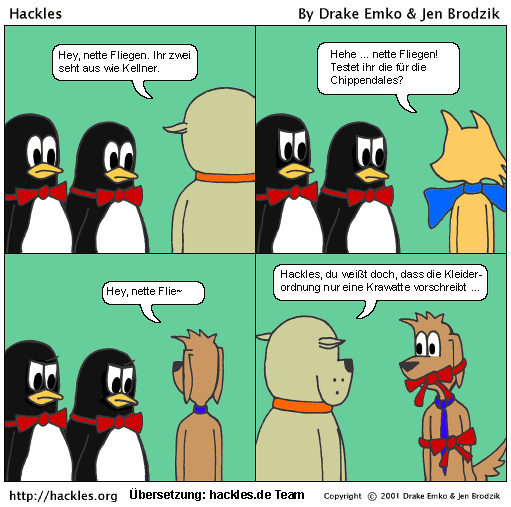 Hackles
By Drake Emko & Jen Brodzik
Hey, nette Fliegen. Ihr zwei
seht aus wie Kellner.
Hehe ... nette Fliegen!
Testet ihr die für die
Chippendales?
Hey, nette Flie~
Hackles, du weißt doch, dass die Kleider-
ordnung nur eine Krawatte vorschreibt ...
http://hackles.org
Übersetzung: hackles.de Team
Copyright © 2001 Drake Emko & Jen Brodzik